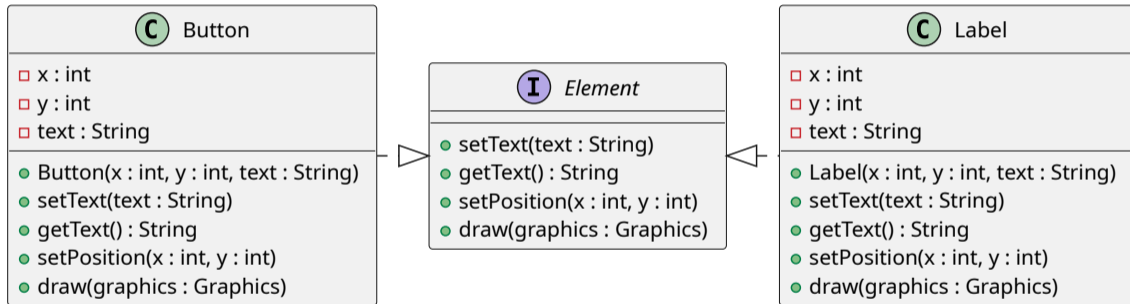 C Button
x : int
y : int
text : String
Button(x : int, y : int, text : String)
setText(text : String)
getText() : String
setPosition(x : int, y : int)
draw(graphics : Graphics)
I Element
setText(text : String)
getText() : String
setPosition(x : int, y : int)
draw(graphics : Graphics)
C Label
x : int
y : int
text : String
Label(x : int, y : int, text : String)
setText(text : String)
getText() : String
setPosition(x : int, y : int)
draw(graphics : Graphics)